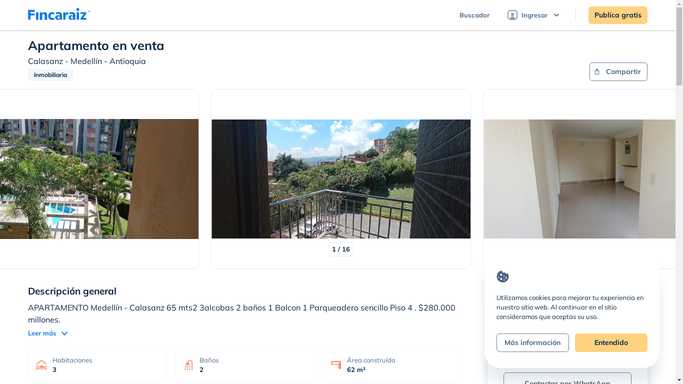 Fincaraiz
Buscador
Ingresar
Publica gratis
Apartamento en venta
Calasanz - Medellín - Antioquia
Inmobiliaria
Compartir
1 / 16
Descripción general
APARTAMENTO Medellín - Calasanz 65 mts2 3alcobas 2 baños 1 Balcon 1 Parqueadero sencillo Piso 4 . $280.000
millones.
Leer más
Habitaciones
3
Baños
2
Área construída
62 m²
Utilizamos cookies para mejorar tu experiencia en
nuestro sitio web. Al continuar en el sitio
consideramos que aceptas su uso.
Más información
Entendido
Contactar por WhatsApp